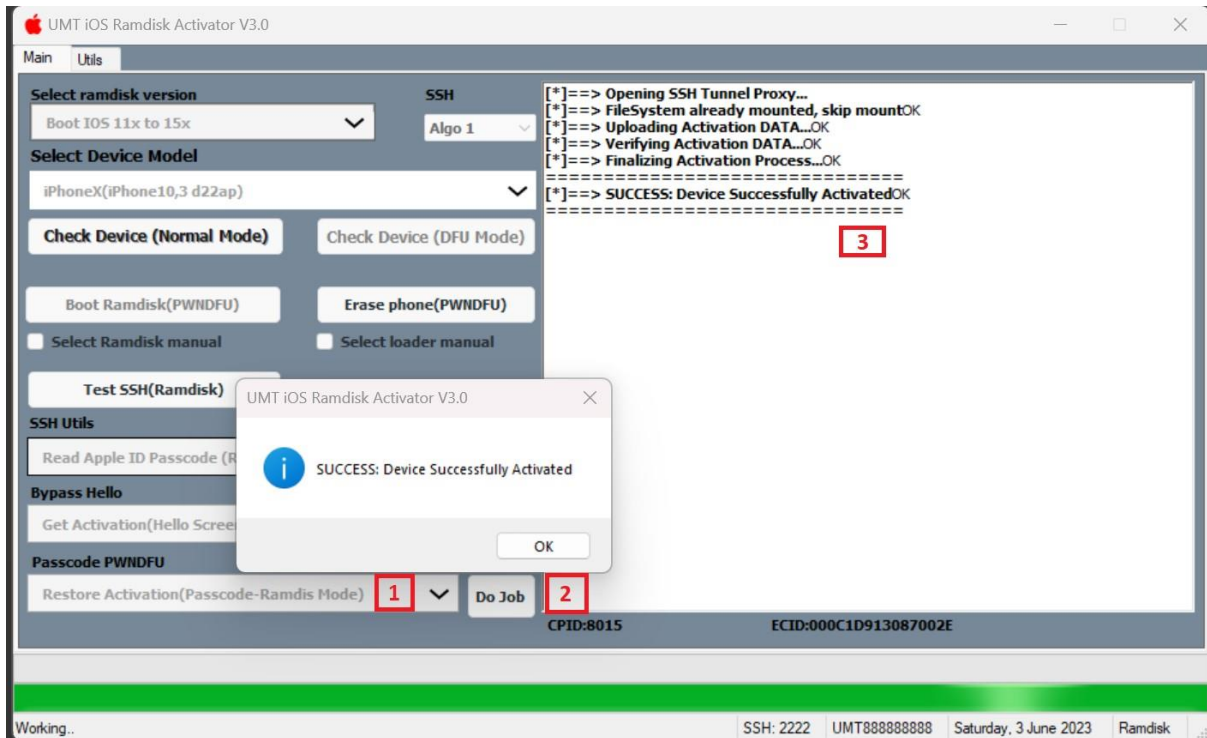 UMT iOS Ramdisk Activator V3.0
Main
Utils
Select ramdisk version
SSH
Boot IOS 11x to 15x
Algo 1
Select Device Model
iPhoneX(iPhone10,3 d22ap)
Check Device (Normal Mode)
Check Device (DFU Mode)
Boot Ramdisk(PWNDFU)
Erase phone(PWNDFU)
Select Ramdisk manual
Select loader manual
Test SSH(Ramdisk)
SSH Utils
Read Apple ID Passcode (R
Bypass Hello
Get Activation(Hello Scree
Passcode PWNDFU
Restore Activation(Passcode-Ramdis Mode)
1
Do Job
2
UMT iOS Ramdisk Activator V3.0
SUCCESS: Device Successfully Activated
OK
[*]==> Opening SSH Tunnel Proxy...
[*]==> FileSystem already mounted, skip mountOK
[*]==> Uploading Activation DATA...OK
[*]==> Verifying Activation DATA...OK
[*]==> Finalizing Activation Process...OK
================================
[*]==> SUCCESS: Device Successfully ActivatedOK
================================
3
CPID:8015
ECID:000C1D913087002E
Working..
SSH: 2222
UMT888888888
Saturday, 3 June 2023
Ramdisk